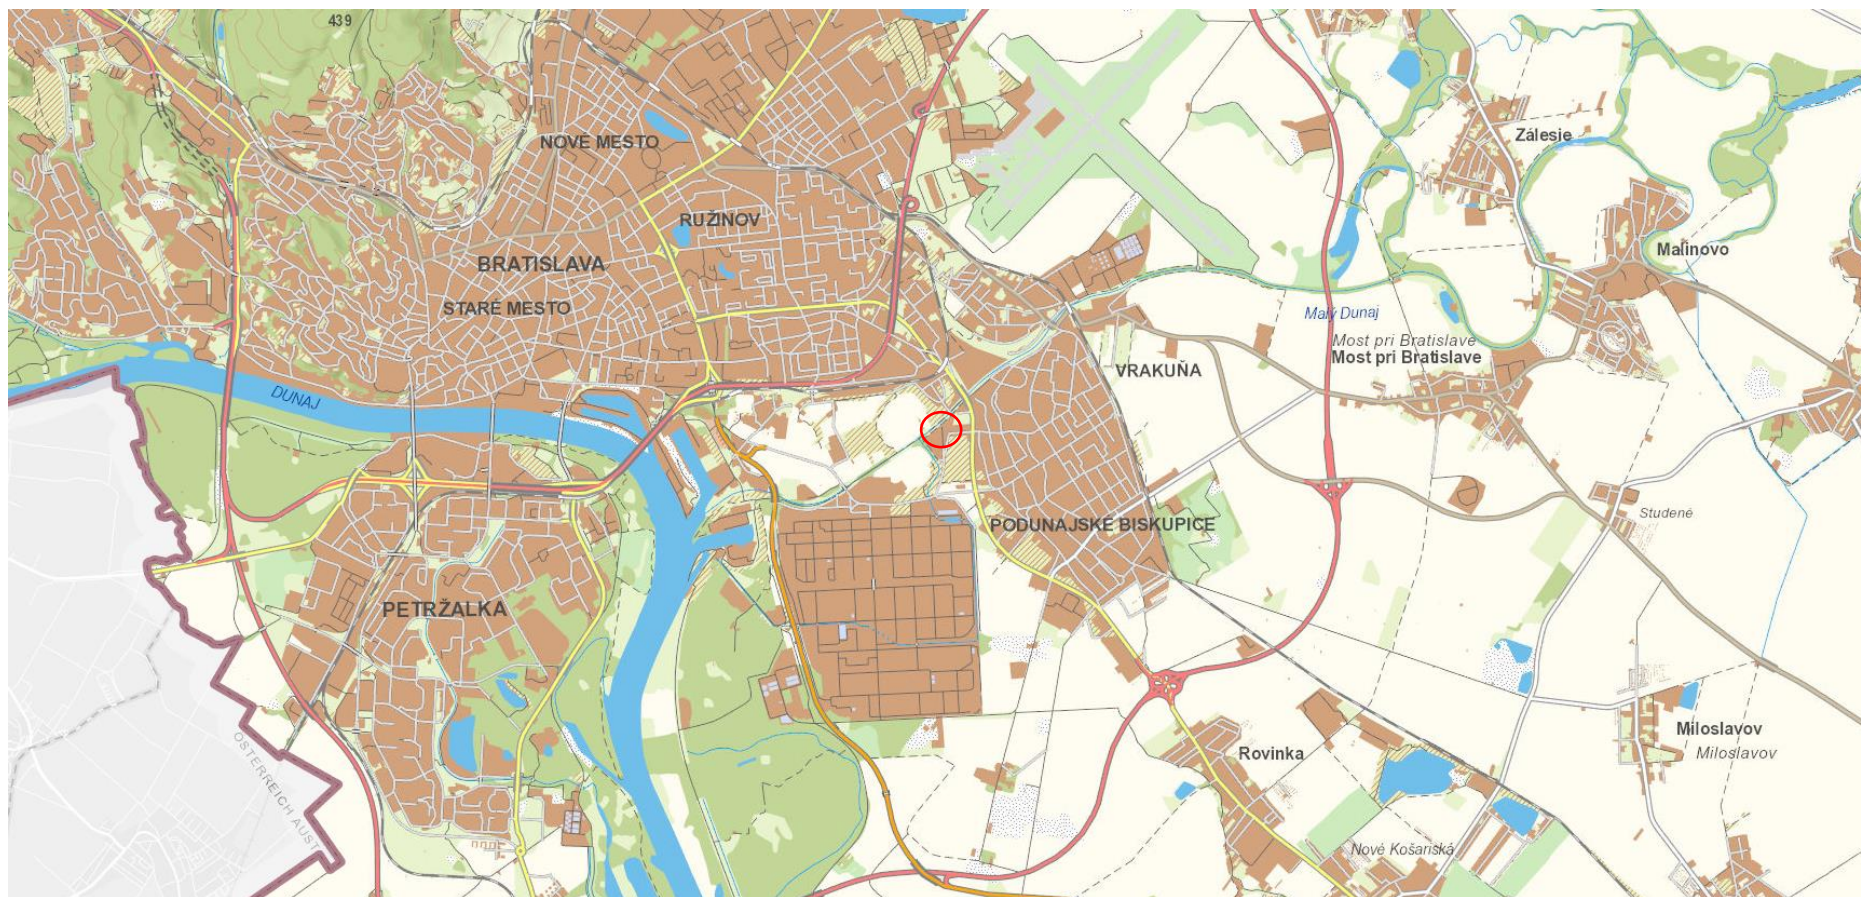 439
NOVÉ MESTO
Zálesie
RUŽINOV
Malinovo
BRATISLAVA
STARÉ MESTO
Malý Dunaj
Most pri Bratislave
Most pri Bratislave
VRAKUŇA
DUNAJ
Studené
PODUNAJSKÉ BISKUPICE
PETRŽALKA
Miloslavov
Miloslavov
Rovinka
ÖSTERREICH AUST
Nové Košariská